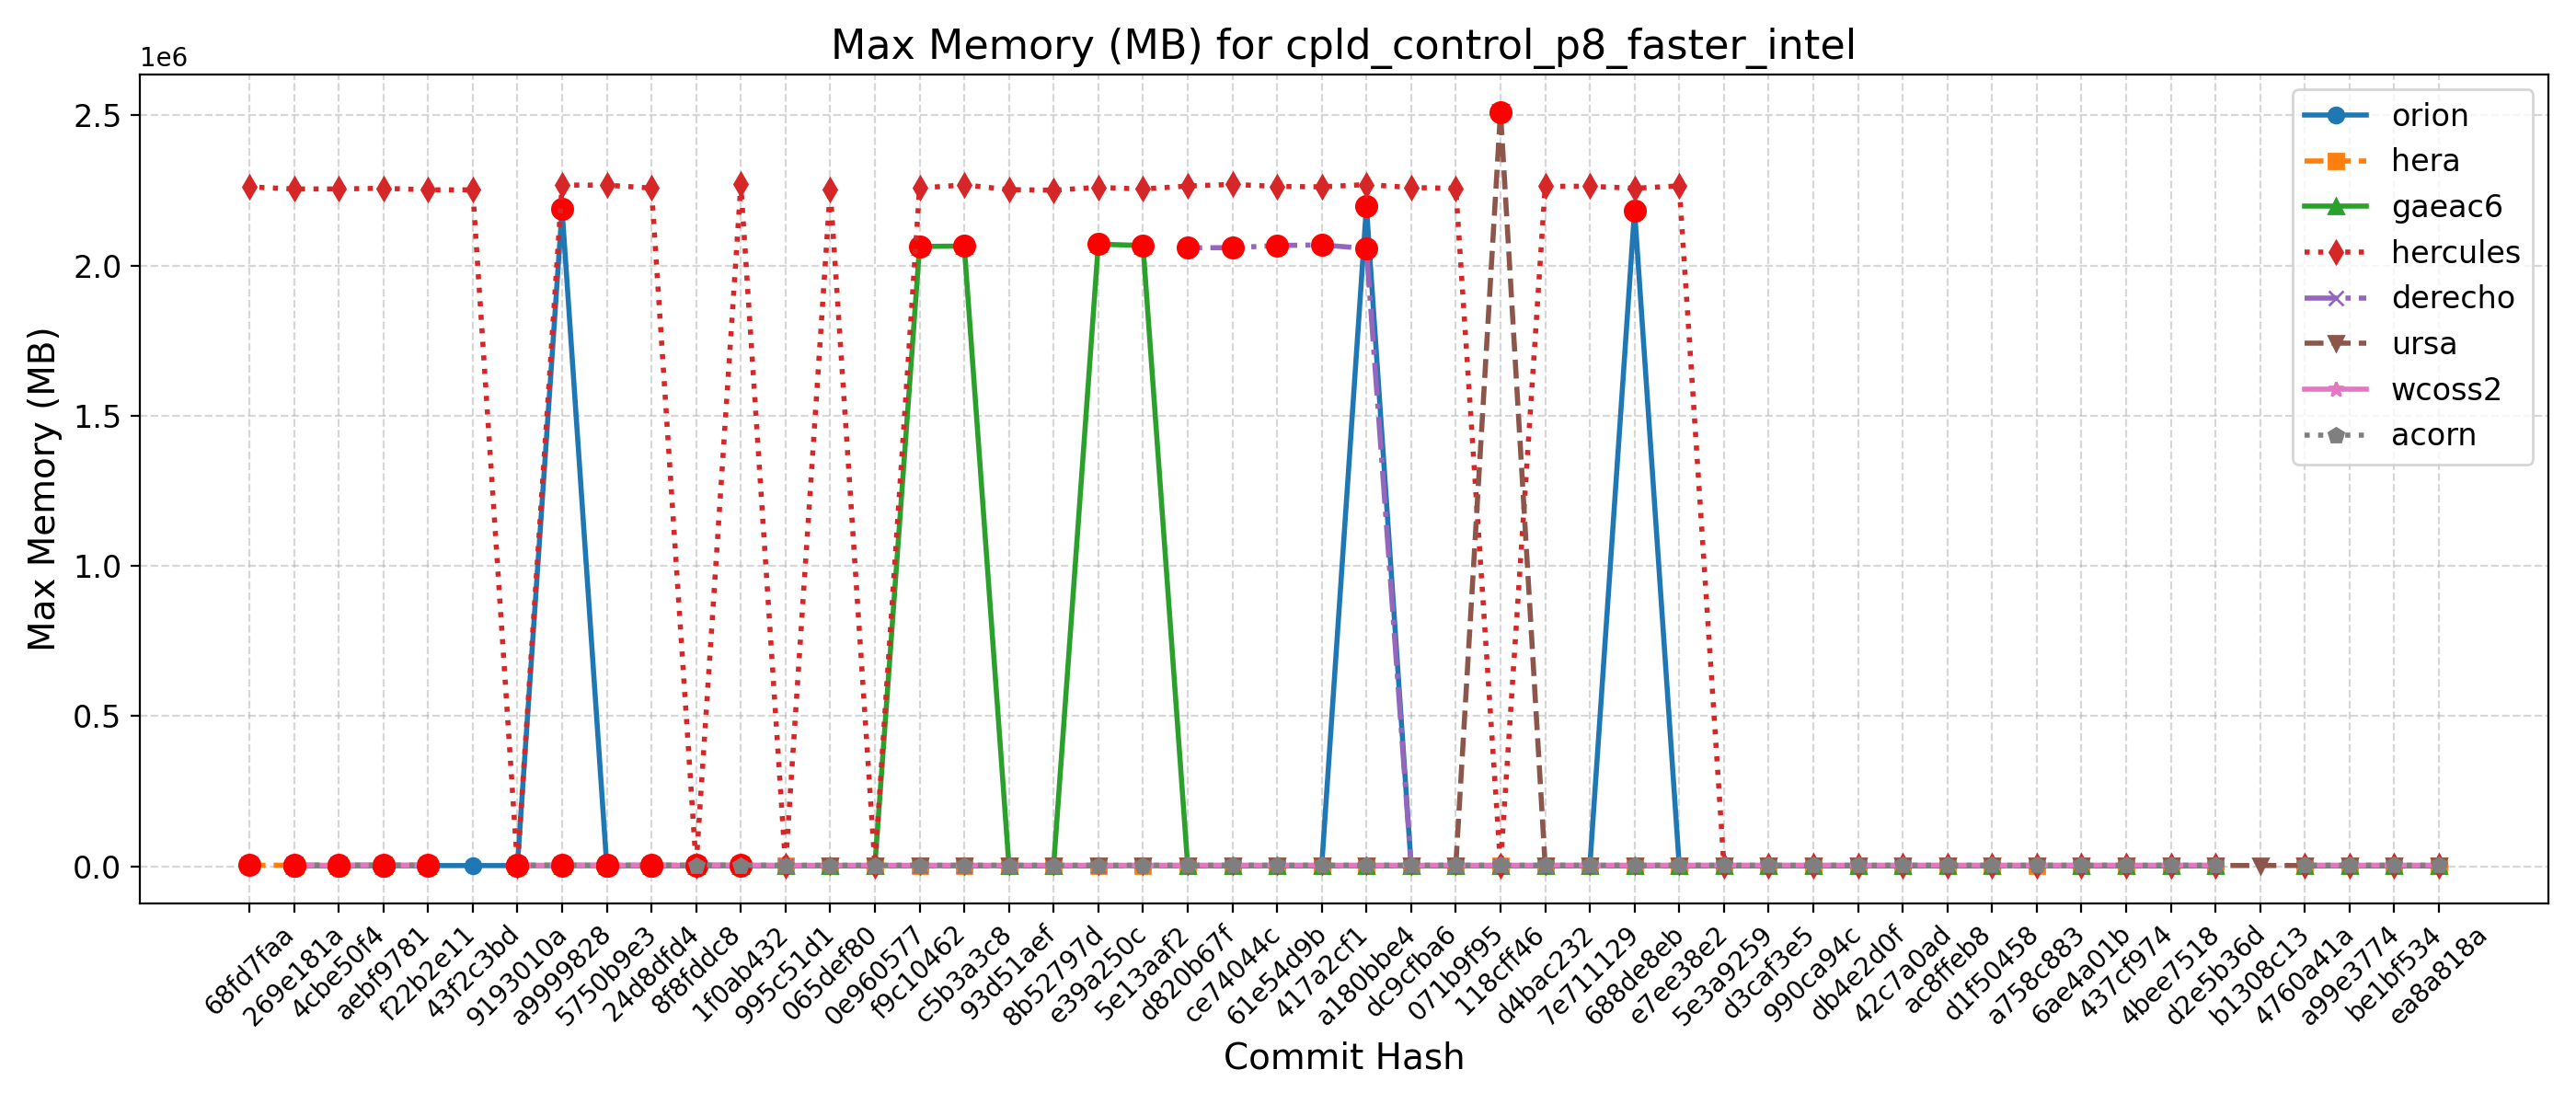 Max Memory (MB) for cpld_control_p8_faster_intel
1e6
2.5
2.0
1.5
1.0
0.5
0.0
Max Memory (MB)
orion
hera
gaeac6
hercules
derecho
ursa
wcoss2
acorn
68fd7faa
269e181a
4cbe50f4
aebf9781
f22b2e11
43f2c3bd
9193010a
a9999828
5750b9e3
24d8dfd4
8f8fddc8
1f0ab432
995c51d1
065def80
0e960577
f9c10462
c5b3a3c8
93d51aef
8b52797d
e39a250c
5e13aaf2
d820b67f
ce74044c
61e54d9b
417a2cf1
a180bbe4
dc9cfba6
071b9f95
118cff46
d4bac232
7e711129
688de8eb
e7ee38e2
5e3a9259
d3caf3e5
990ca94c
db4e2d0f
42c7a0ad
ac8ffeb8
d1f50458
a758c883
6ae4a01b
437cf974
4bee7518
d2e5b36d
b1308c13
4760a41a
a99e3774
be1bf534
ea8a818a
Commit Hash